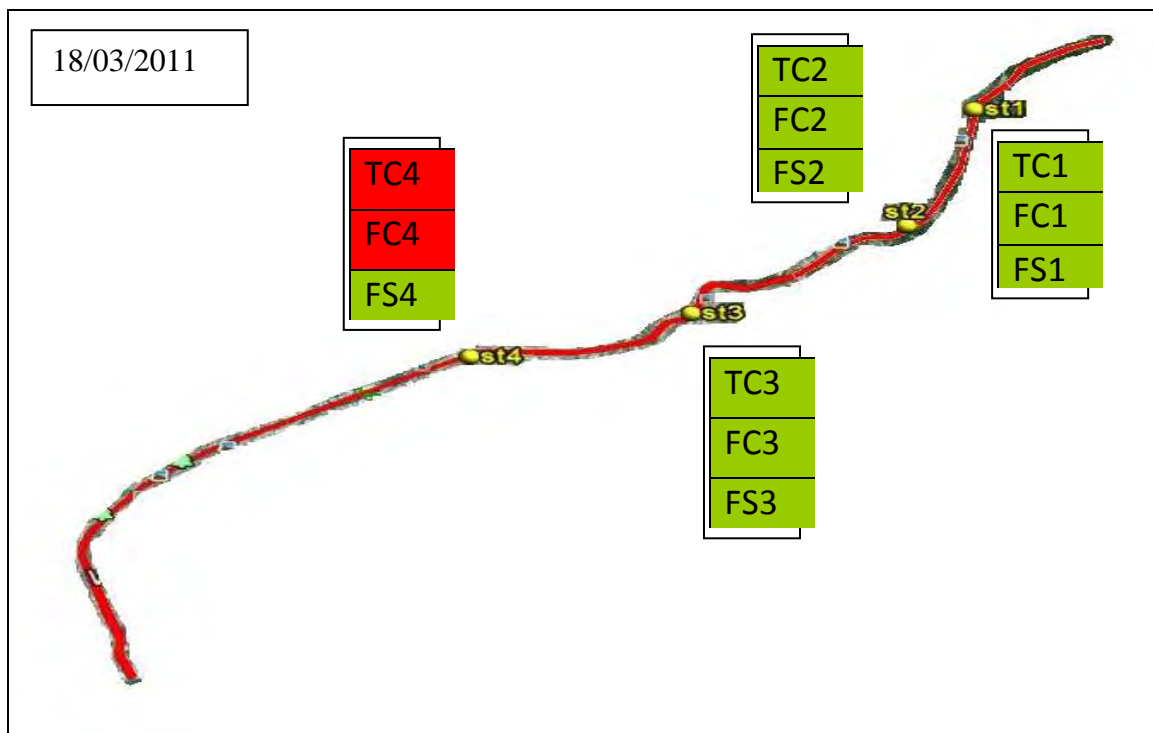 18/03/2011
TC2
FC2
FS2
st1
TC1
FC1
FS1
TC4
FC4
FS4
st2
st3
st4
TC3
FC3
FS3